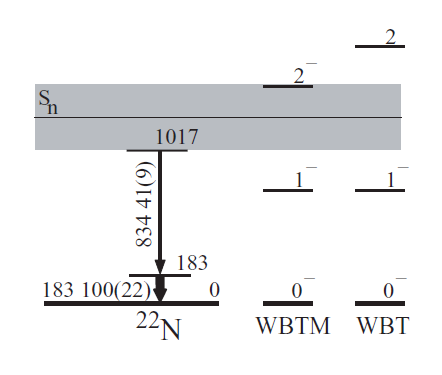 2⁻
2⁻
Sn
1017
834 41(9)
1⁻ 1⁻
183
183 100(22) 0 0⁻ 0⁻
²²N WBTM WBT